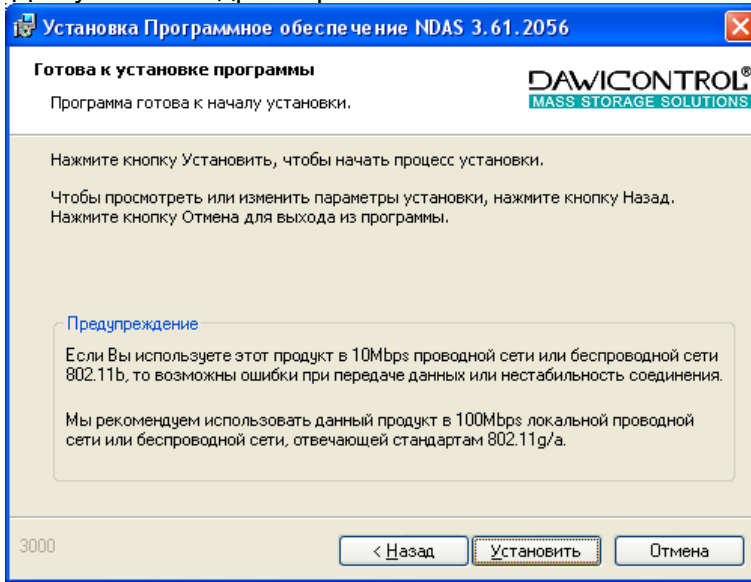 Установка Программное обеспечение NDAS 3.61.2056
Готова к установке программы
Программа готова к началу установки.
DAWICONTROL®
MASS STORAGE SOLUTIONS
Нажмите кнопку Установить, чтобы начать процесс установки.
Чтобы просмотреть или изменить параметры установки, нажмите кнопку Назад.
Нажмите кнопку Отмена для выхода из программы.
Предупреждение
Если Вы используете этот продукт в 10Mbps проводной сети или беспроводной сети
802.11b, то возможны ошибки при передаче данных или нестабильность соединения.
Мы рекомендуем использовать данный продукт в 100Mbps локальной проводной
сети или беспроводной сети, отвечающей стандартам 802.11g/a.
3000
< Назад
Установить
Отмена